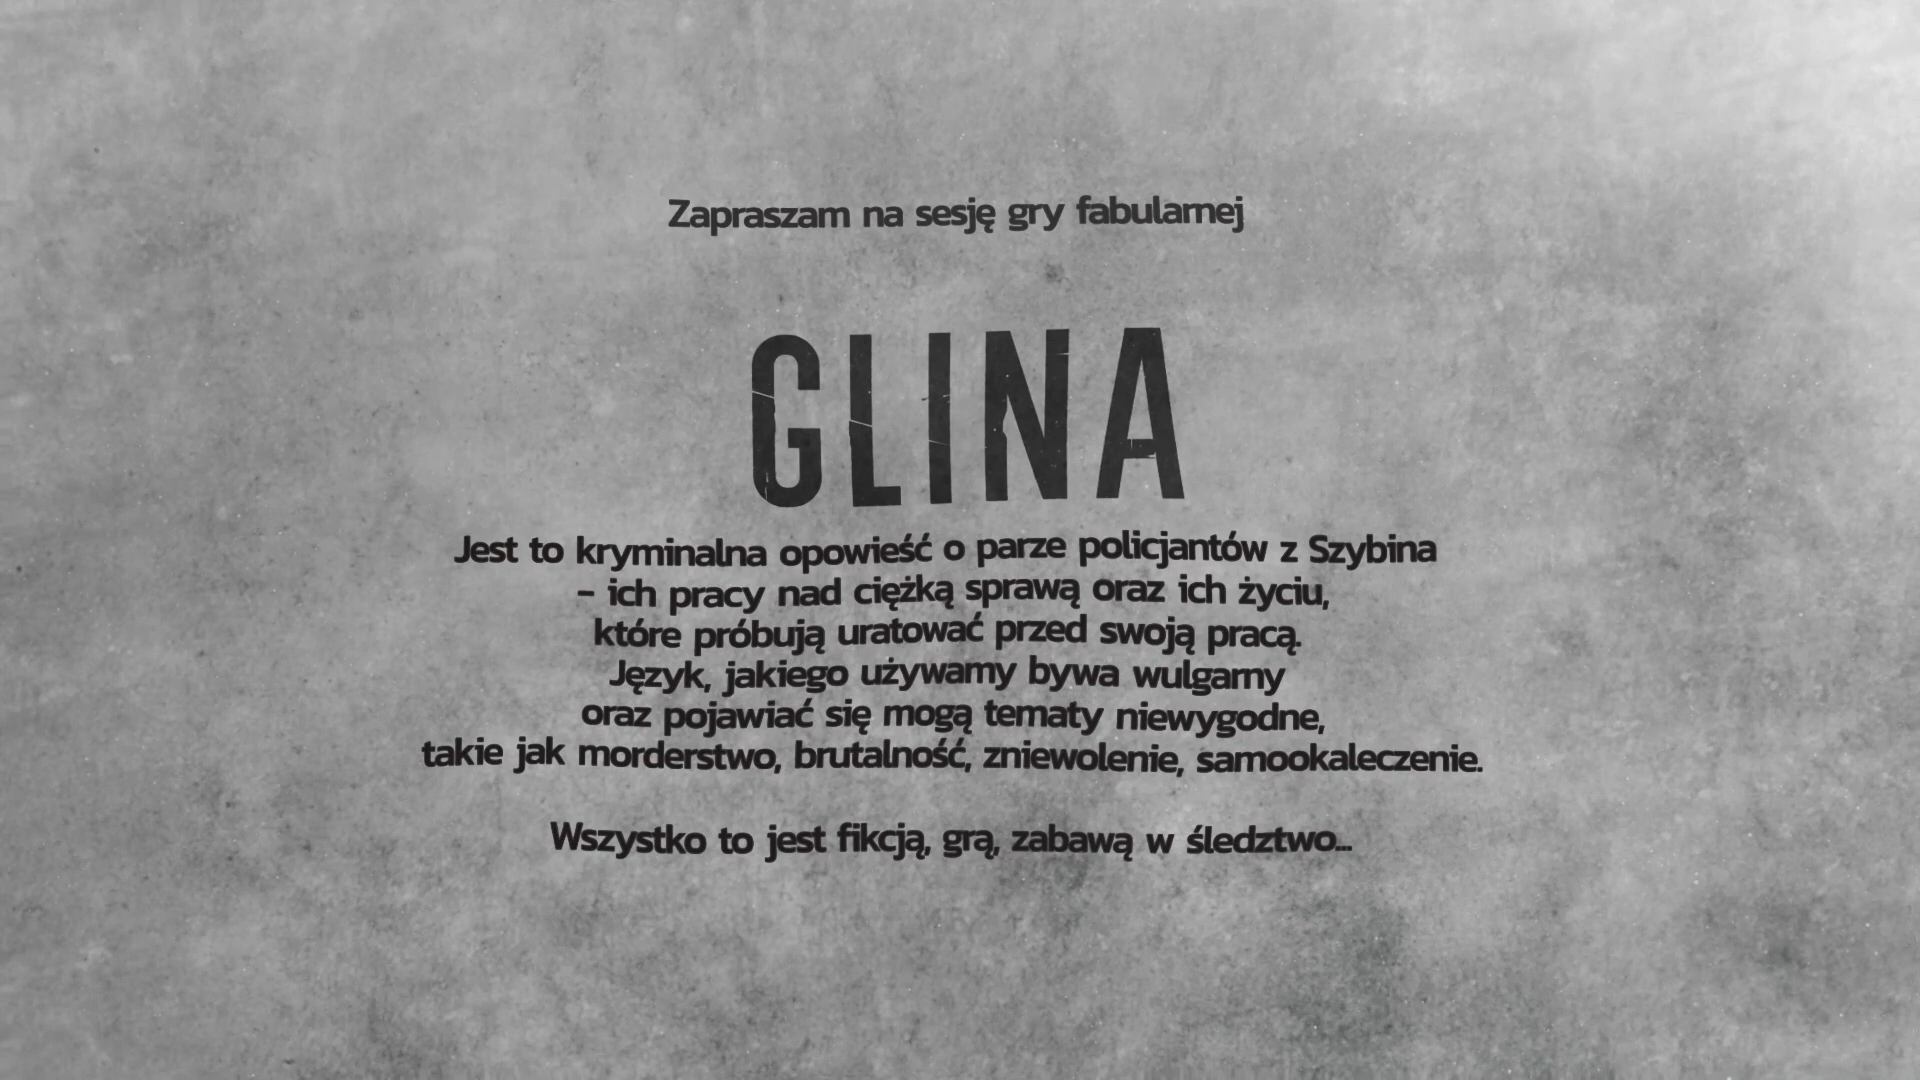 Zapraszam na sesję gry fabularnej
GLINA
Jest to kryminalna opowieść o parze policjantów z Szybina
– ich pracy nad ciężką sprawą oraz ich życiu,
które próbują uratować przed swoją pracą.
Język, jakiego używamy bywa wulgarny
oraz pojawiać się mogą tematy niewygodne,
takie jak morderstwo, brutalność, zniewolenie, samookaleczenie.
Wszystko to jest fikcją, grą, zabawą w śledztwo...